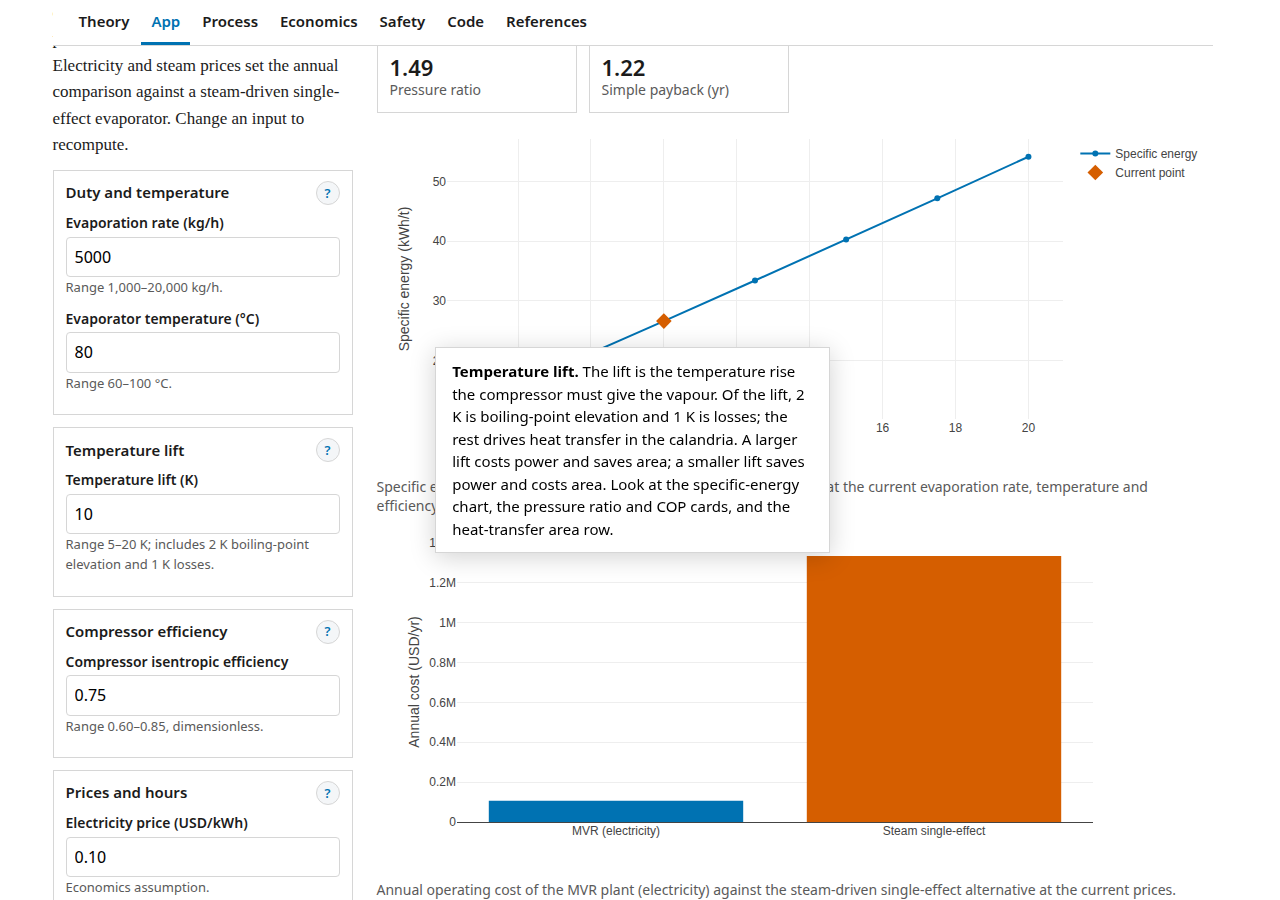 Theory App Process Economics Safety Code References
Electricity and steam prices set the annual
comparison against a steam-driven single-
effect evaporator. Change an input to
recompute.
Duty and temperature ?
Evaporation rate (kg/h)
5000
Range 1,000–20,000 kg/h.
Evaporator temperature (°C)
80
Range 60–100 °C.
Temperature lift ?
Temperature lift (K)
10
Range 5–20 K; includes 2 K boiling-point
elevation and 1 K losses.
Compressor efficiency ?
Compressor isentropic efficiency
0.75
Range 0.60–0.85, dimensionless.
Prices and hours ?
Electricity price (USD/kWh)
0.10
Economics assumption.
1.49
Pressure ratio
1.22
Simple payback (yr)
Specific energy (kWh/t)
50
40
30
16 18 20
Specific energy
Current point
Temperature lift. The lift is the temperature rise
the compressor must give the vapour. Of the lift, 2
K is boiling-point elevation and 1 K is losses; the
rest drives heat transfer in the calandria. A larger
lift costs power and saves area; a smaller lift saves
power and costs area. Look at the specific-energy
chart, the pressure ratio and COP cards, and the
heat-transfer area row.
Specific at the current evaporation rate, temperature and
efficiency
Annual cost (USD/yr)
1.2M
1M
0.8M
0.6M
0.4M
0.2M
0
MVR (electricity) Steam single-effect
Annual operating cost of the MVR plant (electricity) against the steam-driven single-effect alternative at the current prices.